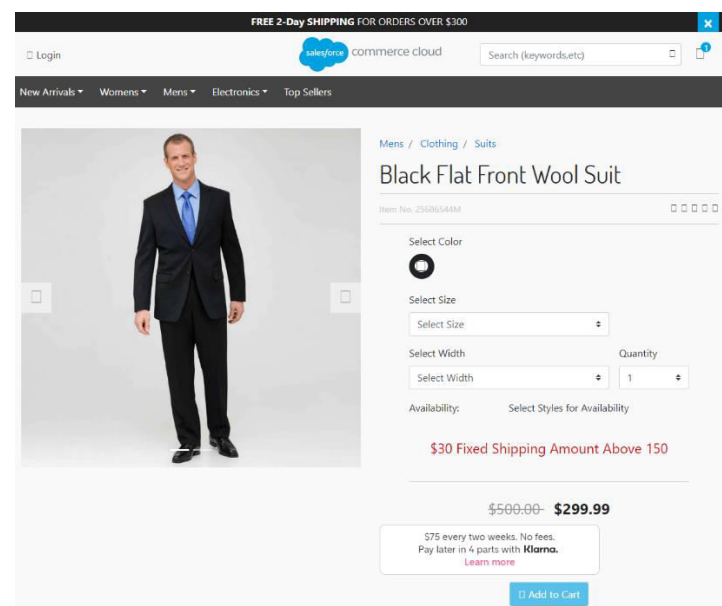 FREE 2-Day SHIPPING FOR ORDERS OVER $300
x
Login
salesforce commerce cloud
Search (keywords,etc)
1
New Arrivals
Womens
Mens
Electronics
Top Sellers
Mens / Clothing / Suits
Black Flat Front Wool Suit
Item No. 25686544M
Select Color
Select Size
Select Size
Select Width
Quantity
Select Width
1
Availability:
Select Styles for Availability
$30 Fixed Shipping Amount Above 150
$500.00 $299.99
$75 every two weeks. No fees.
Pay later in 4 parts with Klarna.
Learn more
Add to Cart